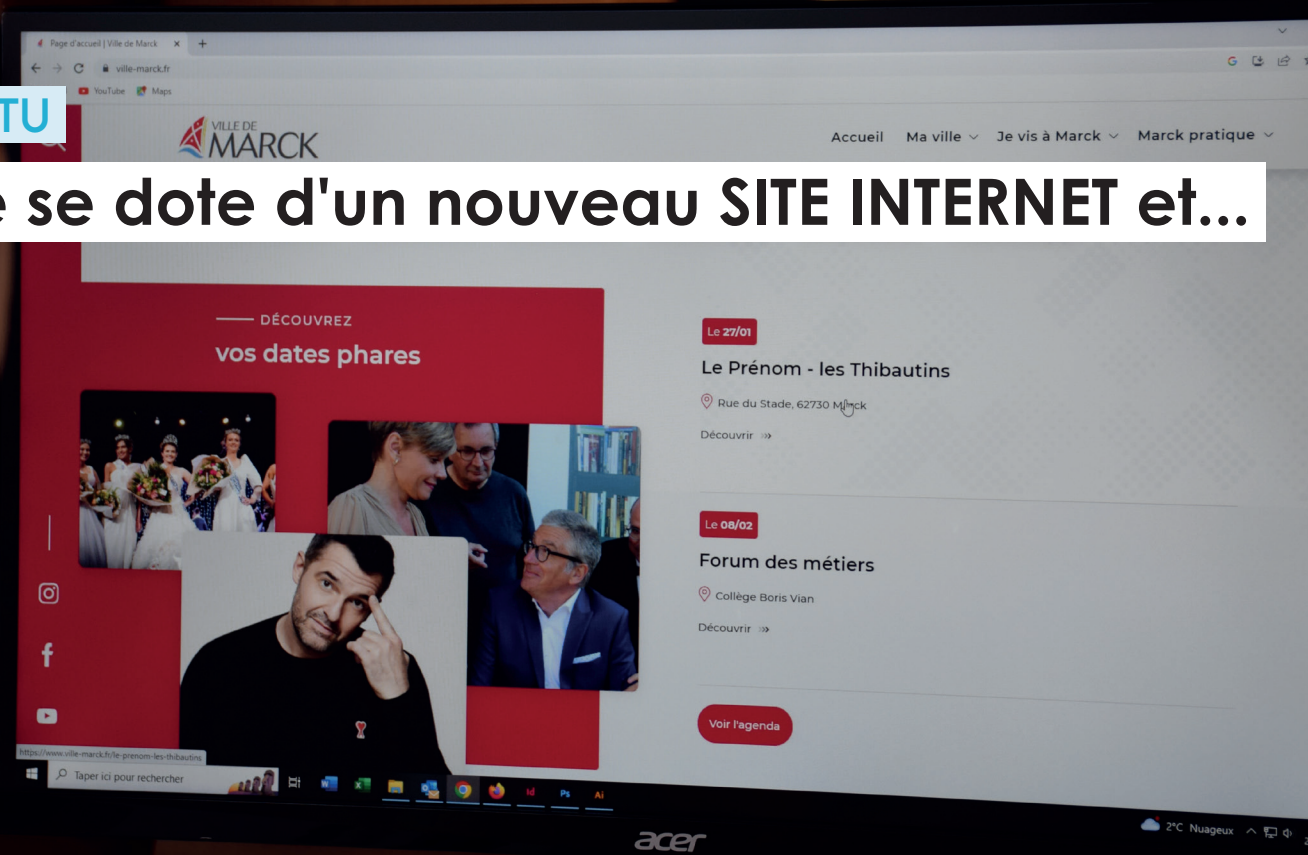 Page d'accueil | Ville de Marck
ville-marck.fr
YouTube Maps
TU
VILLE DE
MARCK
Accueil Ma ville Je vis à Marck Marck pratique
e se dote d'un nouveau SITE INTERNET et...
DÉCOUVREZ
vos dates phares
Le 27/01
Le Prénom - les Thibautins
Rue du Stade, 62730 Marck
Découvrir
Le 08/02
Forum des métiers
Collège Boris Vian
Découvrir
Voir l'agenda
https://www.ville-marck.fr/le-prenom-les-thibautins
Taper ici pour rechercher
Id Ps Ai
2°C Nuageux
acer